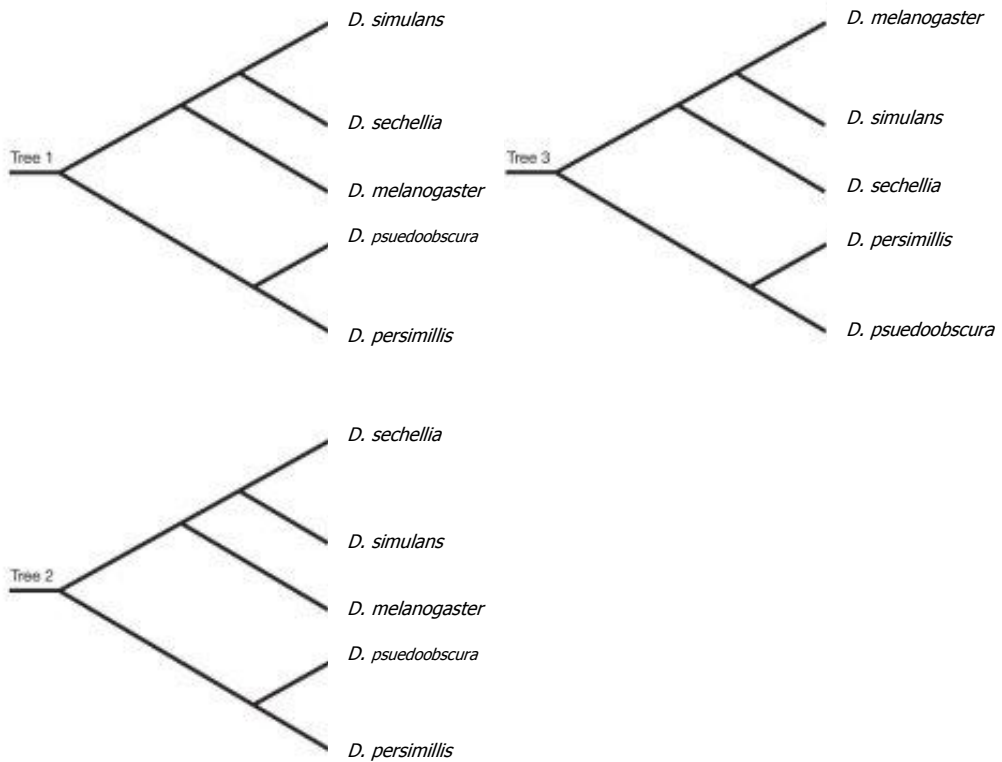 D. simulans
D. sechellia
Tree 1
D. melanogaster
D. psuedoobscura
D. persimillis
D. melanogaster
D. simulans
Tree 3
D. sechellia
D. persimillis
D. psuedoobscura
D. sechellia
D. simulans
Tree 2
D. melanogaster
D. psuedoobscura
D. persimillis